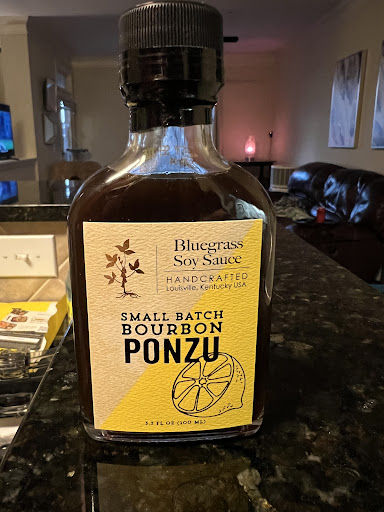 Bluegrass
Soy Sauce
HANDCRAFTED
Louisville, Kentucky USA
SMALL BATCH
BOURBON
PONZU
3.3 FL OZ (100 ML)